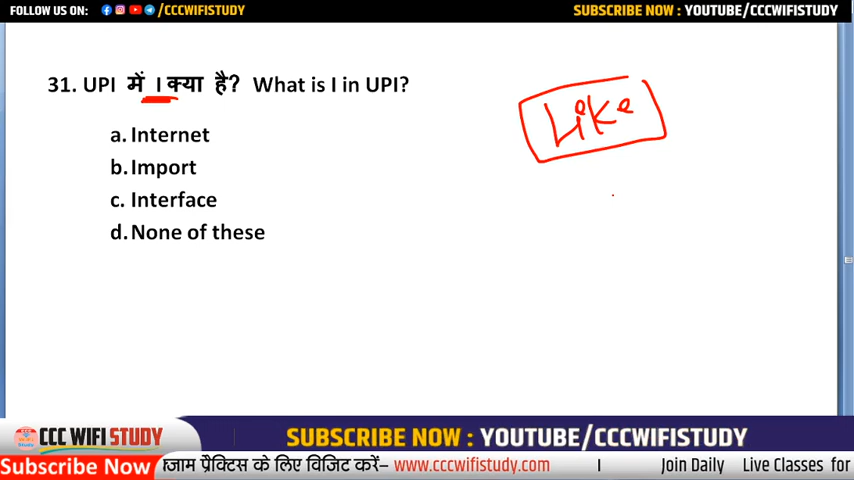 FOLLOW US ON: /CCCWIFISTUDY SUBSCRIBE NOW : YOUTUBE/CCCWIFISTUDY
31. UPI में I क्या है? What is I in UPI?
Like
a. Internet
b. Import
c. Interface
d. None of these
CCC WIFI STUDY SUBSCRIBE NOW : YOUTUBE/CCCWIFISTUDY
Subscribe Now जाम प्रैक्टिस के लिए विजिट करें– www.cccwifistudy.com I Join Daily Live Classes for